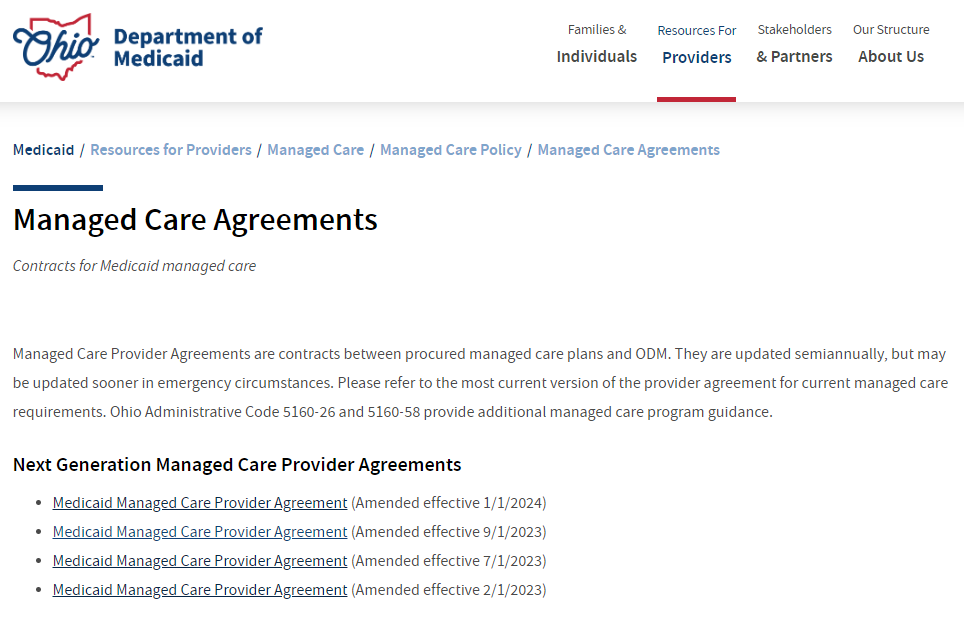 Ohio Department of
Medicaid
Families &
Individuals
Resources For
Providers
Stakeholders
& Partners
Our Structure
About Us
Medicaid / Resources for Providers / Managed Care / Managed Care Policy / Managed Care Agreements
Managed Care Agreements
Contracts for Medicaid managed care
Managed Care Provider Agreements are contracts between procured managed care plans and ODM. They are updated semiannually, but may
be updated sooner in emergency circumstances. Please refer to the most current version of the provider agreement for current managed care
requirements. Ohio Administrative Code 5160-26 and 5160-58 provide additional managed care program guidance.
Next Generation Managed Care Provider Agreements
• Medicaid Managed Care Provider Agreement (Amended effective 1/1/2024)
• Medicaid Managed Care Provider Agreement (Amended effective 9/1/2023)
• Medicaid Managed Care Provider Agreement (Amended effective 7/1/2023)
• Medicaid Managed Care Provider Agreement (Amended effective 2/1/2023)